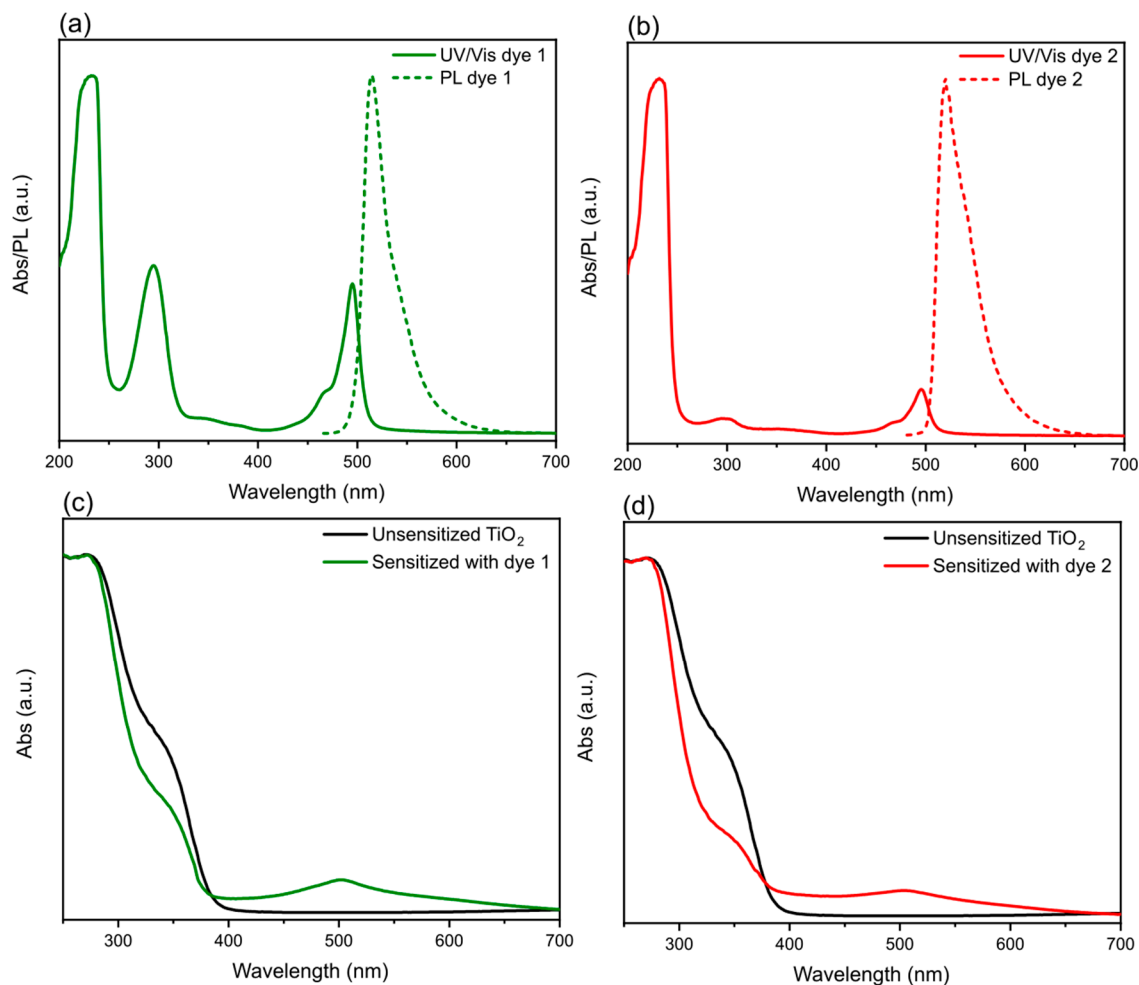 (a)
UV/Vis dye 1
PL dye 1
Abs/PL (a.u.)
200 300 400 500 600 700
Wavelength (nm)
(b)
UV/Vis dye 2
PL dye 2
Abs/PL (a.u.)
200 300 400 500 600 700
Wavelength (nm)
(c)
Unsensitized TiO2
Sensitized with dye 1
Abs (a.u.)
300 400 500 600 700
Wavelength (nm)
(d)
Unsensitized TiO2
Sensitized with dye 2
Abs (a.u.)
300 400 500 600 700
Wavelength (nm)